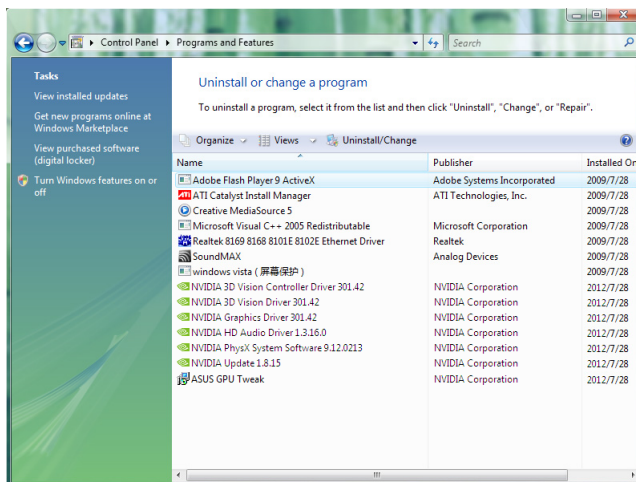 Control Panel ▸ Programs and Features
Search
Tasks
View installed updates
Get new programs online at
Windows Marketplace
View purchased software
(digital locker)
Turn Windows features on or
off
Uninstall or change a program
To uninstall a program, select it from the list and then click "Uninstall", "Change", or "Repair".
Organize Views Uninstall/Change
Name Publisher Installed On
Adobe Flash Player 9 ActiveX Adobe Systems Incorporated 2009/7/28
ATI Catalyst Install Manager ATI Technologies, Inc. 2009/7/28
Creative MediaSource 5 2009/7/28
Microsoft Visual C++ 2005 Redistributable Microsoft Corporation 2009/7/28
Realtek 8169 8168 8101E 8102E Ethernet Driver Realtek 2009/7/28
SoundMAX Analog Devices 2009/7/28
windows vista ( 屏幕保护 ) 2009/7/28
NVIDIA 3D Vision Controller Driver 301.42 NVIDIA Corporation 2012/7/28
NVIDIA 3D Vision Driver 301.42 NVIDIA Corporation 2012/7/28
NVIDIA Graphics Driver 301.42 NVIDIA Corporation 2012/7/28
NVIDIA HD Audio Driver 1.3.16.0 NVIDIA Corporation 2012/7/28
NVIDIA PhysX System Software 9.12.0213 NVIDIA Corporation 2012/7/28
NVIDIA Update 1.8.15 NVIDIA Corporation 2012/7/28
ASUS GPU Tweak NVIDIA Corporation 2012/7/28